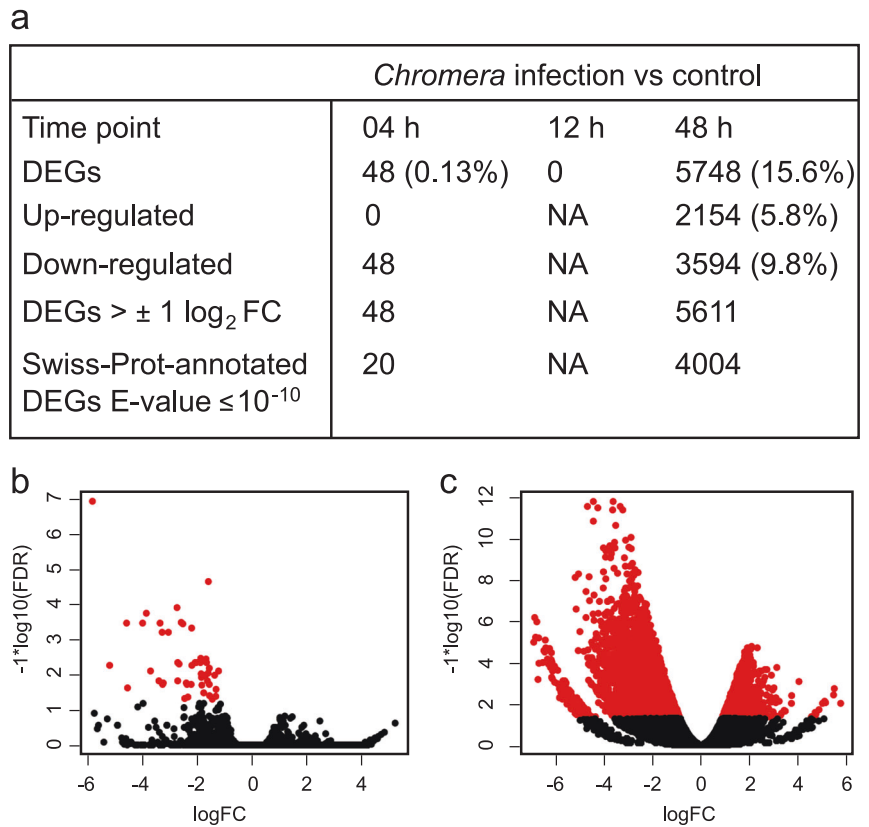 a
Chromera infection vs control
Time point 04 h 12 h 48 h
DEGs 48 (0.13%) 0 5748 (15.6%)
Up-regulated 0 NA 2154 (5.8%)
Down-regulated 48 NA 3594 (9.8%)
DEGs > ± 1 log₂ FC 48 NA 5611
Swiss-Prot-annotated 20 NA 4004
DEGs E-value ≤10⁻¹⁰
b
7
6
5
4
3
2
1
0
-1*log10(FDR)
-6 -4 -2 0 2 4
logFC
c
12
10
8
6
4
2
0
-1*log10(FDR)
-6 -4 -2 0 2 4 6
logFC